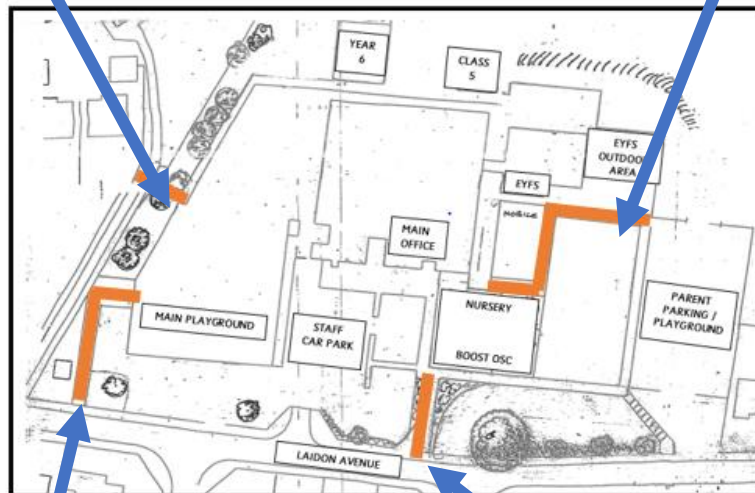 YEAR
6
CLASS
5
EYFS
OUTDOOR
AREA
EYFS
MOBILE
MAIN
OFFICE
NURSERY
BOOST OSC
PARENT
PARKING /
PLAYGROUND
MAIN PLAYGROUND
STAFF
CAR PARK
LAIDON AVENUE